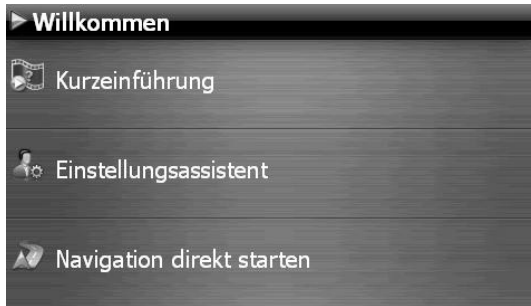 Willkommen
Kurzeinführung
Einstellungsassistent
Navigation direkt starten